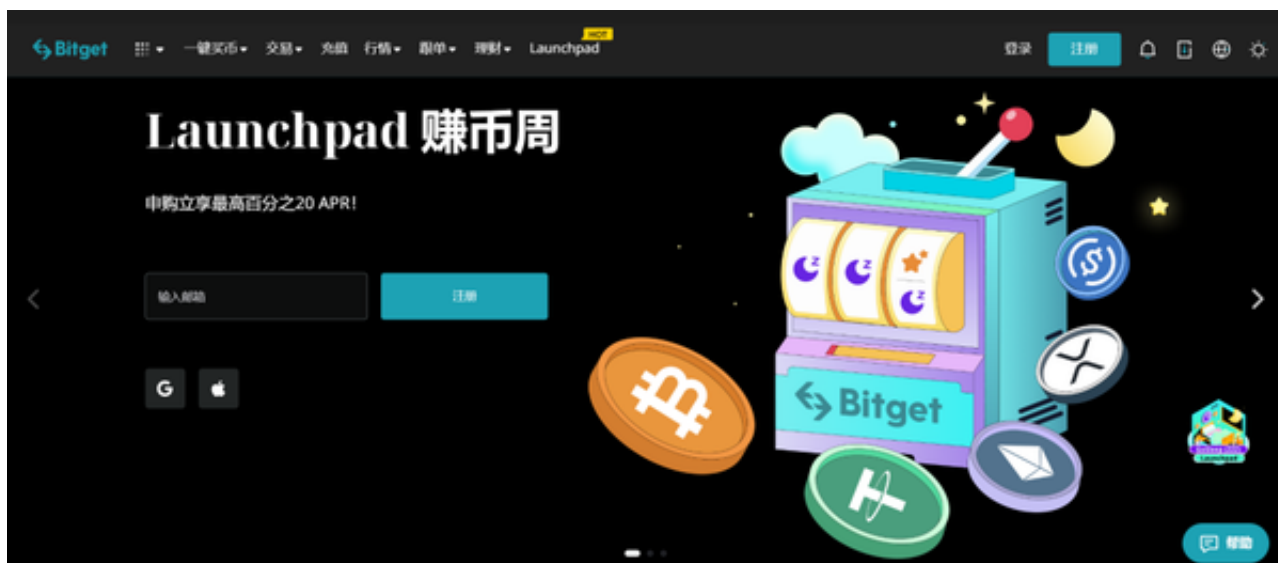 Bitget
一键买币
交易
充值
行情
跟单
理财
Launchpad
HOT
登录
注册
Launchpad 赚币周
申购立享最高百分之20 APR!
输入邮箱
注册
G
Bitget
Launchpad
帮助